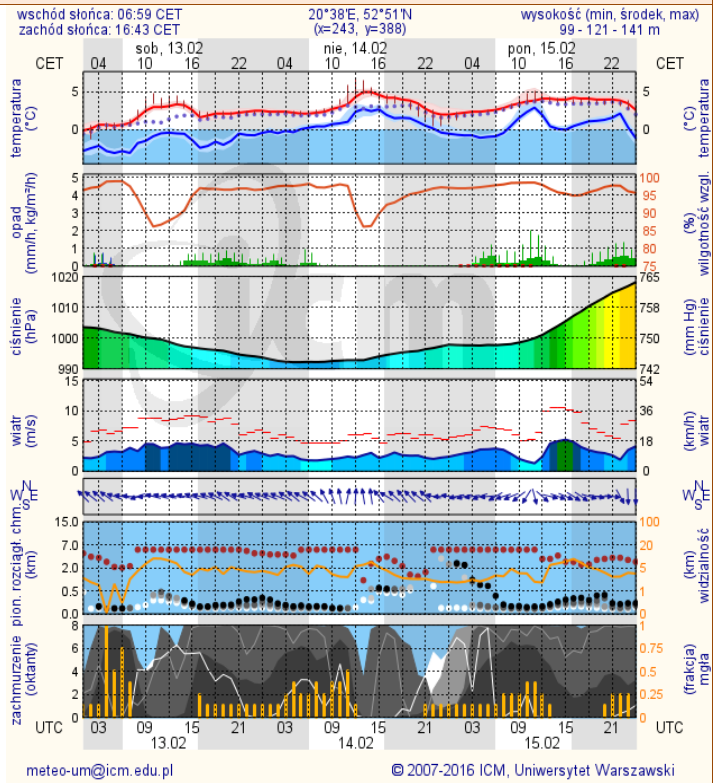 wschód słońca: 06:59 CET 20°38'E, 52°51'N wysokość (min, środek, max)
zachód słońca: 16:43 CET (x=243, y=388) 99 - 121 - 141 m
sob, 13.02 nie, 14.02 pon, 15.02
CET 04 10 16 22 04 10 16 22 04 10 16 22 CET
temperatura
(°C)
5
0
5
0
(°C)
temperatura
opad
(mm/h, kg/m²/h)
5
4
3
2
1
0
100
95
90
85
80
75
(%)
wilgotność wzgl.
ciśnienie
(hPa)
1020
1010
1000
990
765
758
750
742
(mm Hg)
ciśnienie
wiatr
(m/s)
15
10
5
0
54
36
18
0
(km/h)
wiatr
N
W E
S
N
W E
S
pion. rozciągł. chm.
(km)
15.0
7.0
2.0
0.5
0.0
100
20
5
1
0
(km)
widzialność
zachmurzenie
(oktanty)
8
6
4
2
0
1
0.75
0.5
0.25
0
(frakcja)
mgła
UTC 03 09 15 21 03 09 15 21 03 09 15 21 UTC
13.02 14.02 15.02
icm
meteo-um@icm.edu.pl © 2007-2016 ICM, Uniwersytet Warszawski